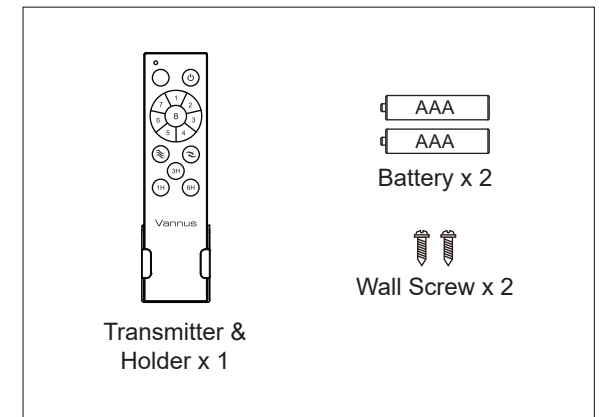 7 1 2
6 8 3
5 4
3H
1H 6H
Vannus
Transmitter &
Holder x 1
AAA
AAA
Battery x 2
Wall Screw x 2